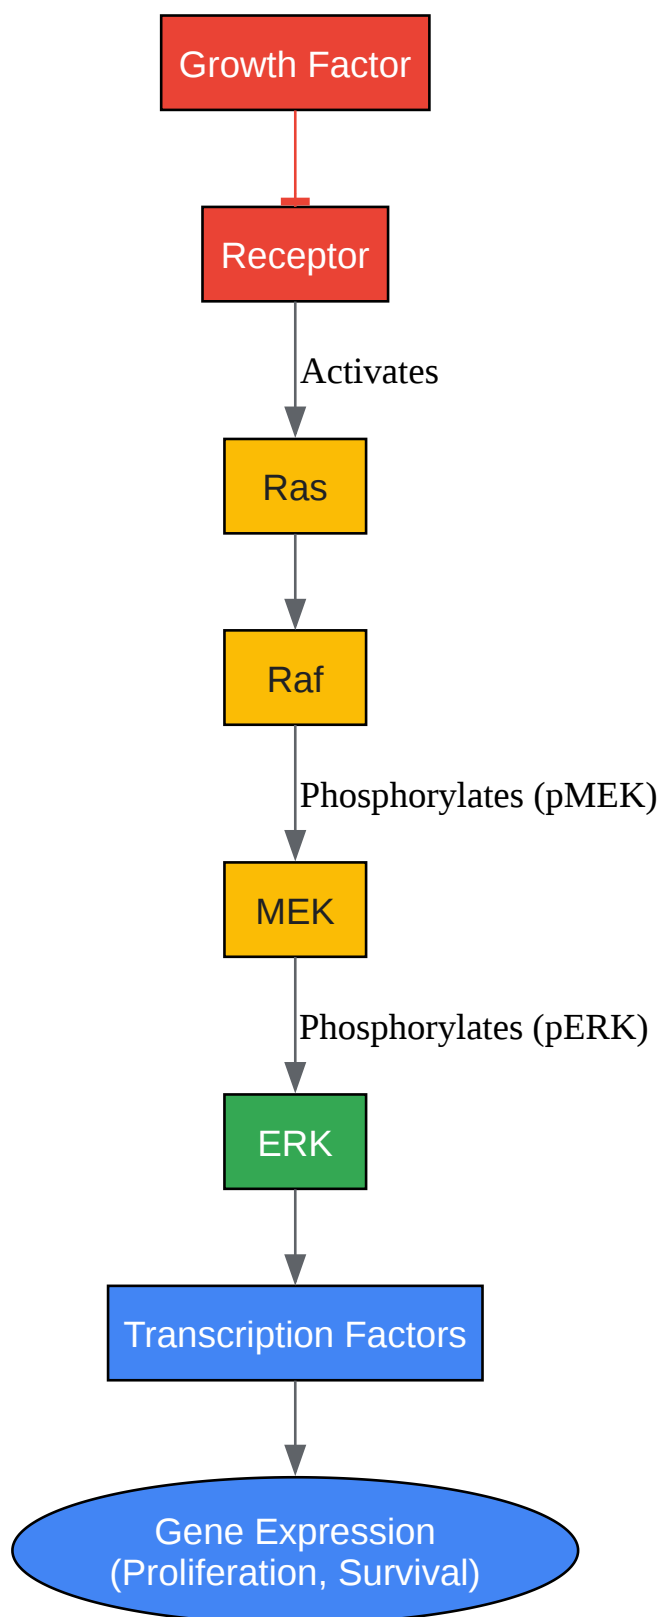 Growth Factor
Receptor
Activates
Ras
Raf
Phosphorylates (pMEK)
MEK
Phosphorylates (pERK)
ERK
Transcription Factors
Gene Expression
(Proliferation, Survival)